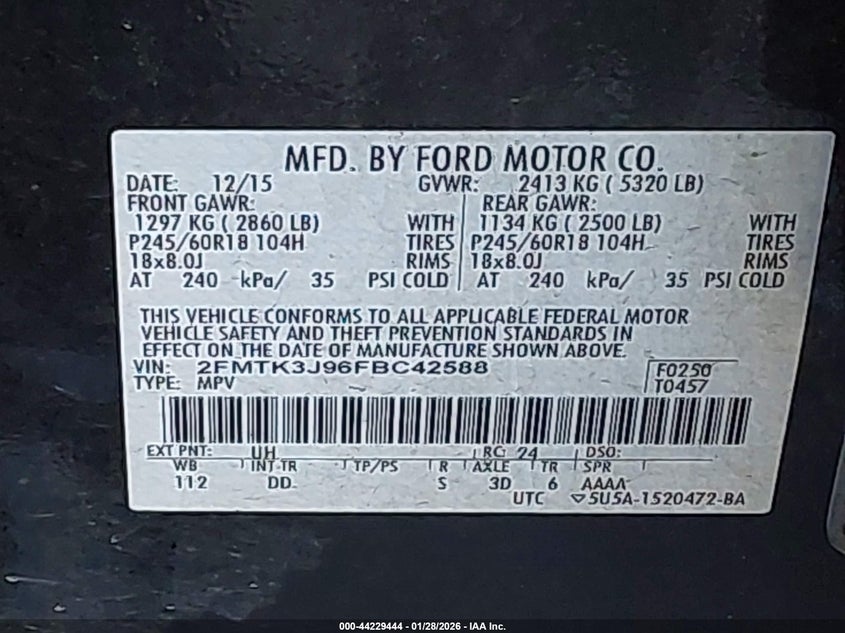 MFD. BY FORD MOTOR CO.
DATE: 12/15 GVWR: 2413 KG ( 5320 LB)
FRONT GAWR: REAR GAWR:
1297 KG ( 2860 LB) WITH 1134 KG ( 2500 LB) WITH
P245/60R18 104H TIRES P245/60R18 104H TIRES
18x8.0J RIMS 18x8.0J RIMS
AT 240 kPa/ 35 PSI COLD AT 240 kPa/ 35 PSI COLD
THIS VEHICLE CONFORMS TO ALL APPLICABLE FEDERAL MOTOR
VEHICLE SAFETY AND THEFT PREVENTION STANDARDS IN
EFFECT ON THE DATE OF MANUFACTURE SHOWN ABOVE.
VIN: 2FMTK3J96FBC42588 F0250
TYPE: MPV T0457
EXT PNT: UH RC: 24 DSO:
WB INT TR TP/PS R AXLE TR SPR
112 DD S 3D 6 AAAA
UTC ▽5U5A-1520472-BA
000-44229444 - 01/28/2026 - IAA Inc.